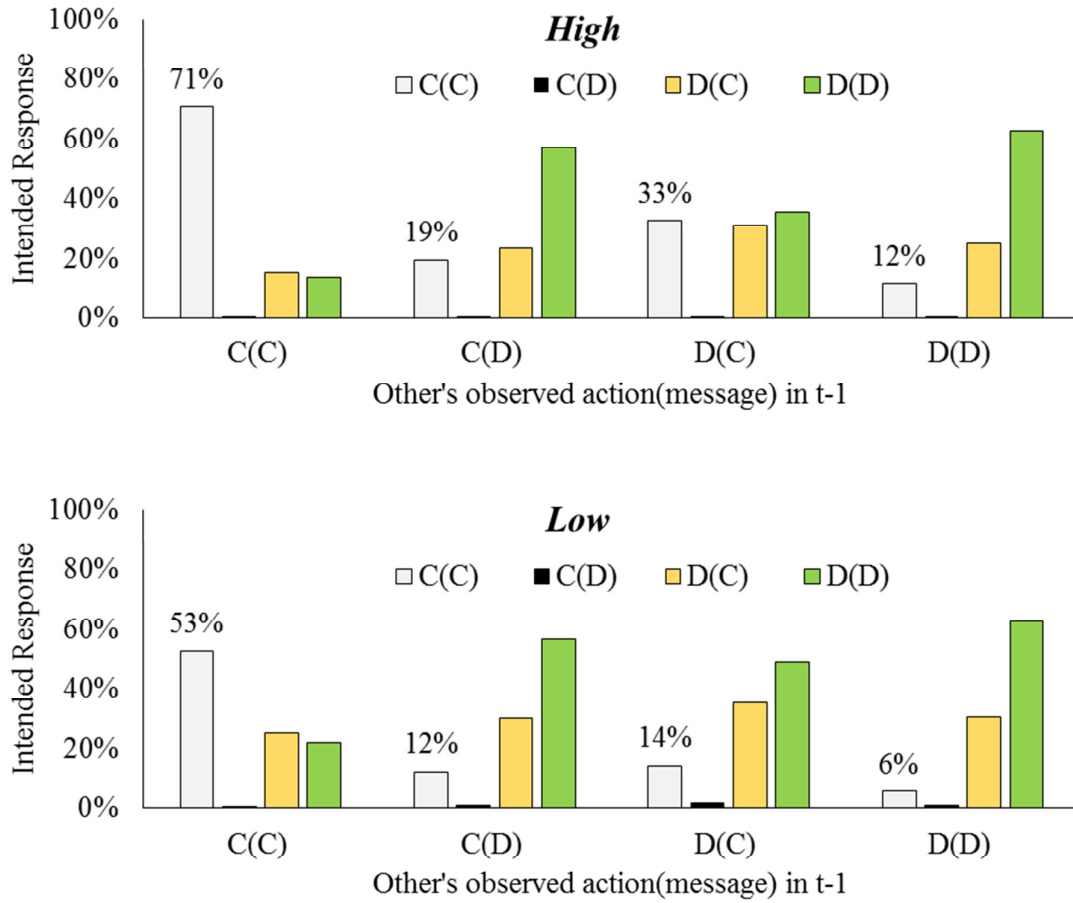 High
C(C) C(D) D(C) D(D)
Intended Response
100%
80%
60%
40%
20%
0%
71%
19%
33%
12%
C(C) C(D) D(C) D(D)
Other's observed action(message) in t-1
Low
C(C) C(D) D(C) D(D)
Intended Response
100%
80%
60%
40%
20%
0%
53%
12%
14%
6%
C(C) C(D) D(C) D(D)
Other's observed action(message) in t-1